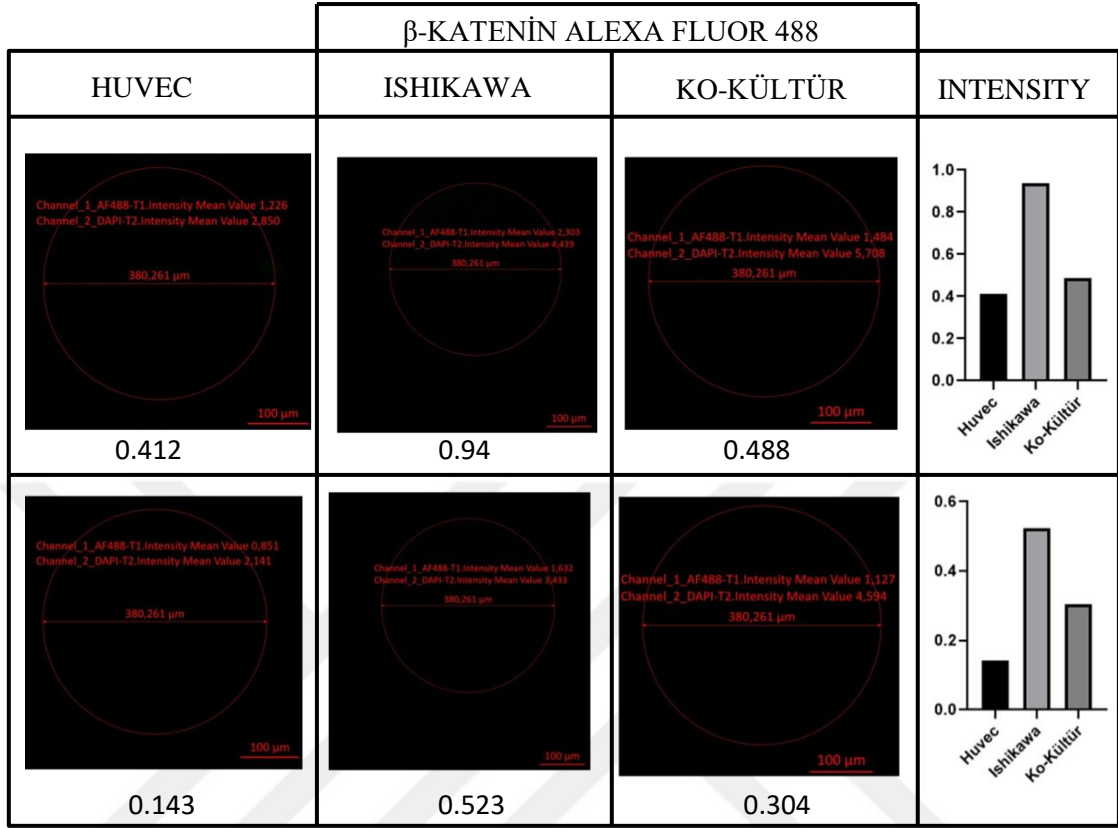 β-KATENİN ALEXA FLUOR 488
HUVEC
ISHIKAWA
KO-KÜLTÜR
INTENSITY
Channel_1_AF488-T1.Intensity Mean Value 1,226
Channel_2_DAPI-T2.Intensity Mean Value 2,850
380,261 µm
100 µm
0.412
Channel_1_AF488-T1.Intensity Mean Value 2,303
Channel_2_DAPI-T2.Intensity Mean Value 4,439
380,261 µm
100 µm
0.94
Channel_1_AF488-T1.Intensity Mean Value 1,484
Channel_2_DAPI-T2.Intensity Mean Value 5,708
380,261 µm
100 µm
0.488
1.0
0.8
0.6
0.4
0.2
0.0
Huvec
Ishikawa
Ko-Kültür
Channel_1_AF488-T1.Intensity Mean Value 0,851
Channel_2_DAPI-T2.Intensity Mean Value 2,141
380,261 µm
100 µm
0.143
Channel_1_AF488-T1.Intensity Mean Value 1,632
Channel_2_DAPI-T2.Intensity Mean Value 3,433
380,261 µm
100 µm
0.523
Channel_1_AF488-T1.Intensity Mean Value 1,127
Channel_2_DAPI-T2.Intensity Mean Value 4,594
380,261 µm
100 µm
0.304
0.6
0.4
0.2
0.0
Huvec
Ishikawa
Ko-Kültür